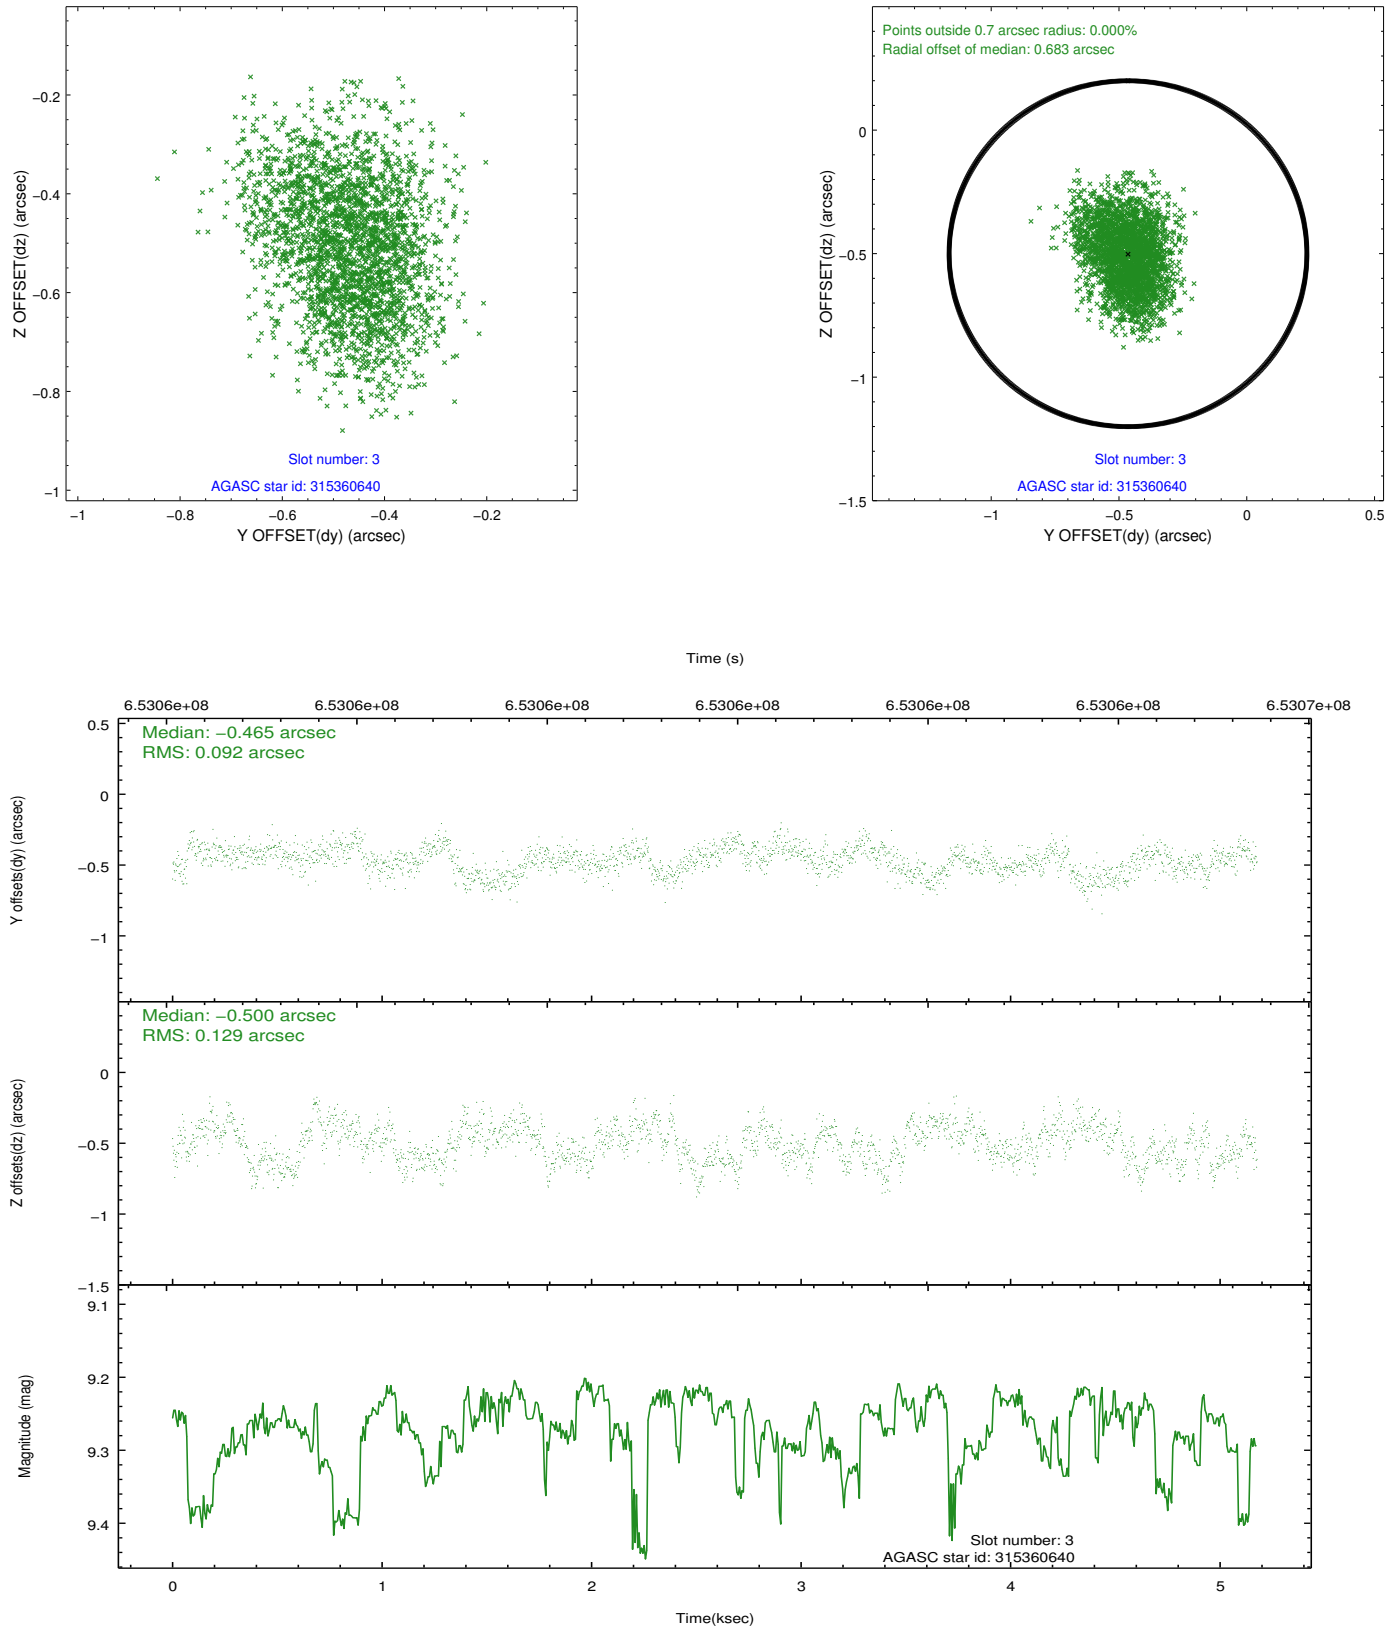 −0.2
−0.4
−0.6
−0.8
−1
Z OFFSET(dz) (arcsec)
Slot number: 3
AGASC star id: 315360640
−1 −0.8 −0.6 −0.4 −0.2
Y OFFSET(dy) (arcsec)
Points outside 0.7 arcsec radius: 0.000%
Radial offset of median: 0.683 arcsec
0
−0.5
−1
−1.5
Z OFFSET(dz) (arcsec)
Slot number: 3
AGASC star id: 315360640
−1 −0.5 0 0.5
Y OFFSET(dy) (arcsec)
Time (s)
6.5306e+08 6.5306e+08 6.5306e+08 6.5306e+08 6.5306e+08 6.5306e+08 6.5307e+08
Median: −0.465 arcsec
RMS: 0.092 arcsec
0.5
0
−0.5
−1
Y offsets(dy) (arcsec)
Median: −0.500 arcsec
RMS: 0.129 arcsec
0
−0.5
−1
−1.5
Z offsets(dz) (arcsec)
9.1
9.2
9.3
9.4
Magnitude (mag)
Slot number: 3
AGASC star id: 315360640
0 1 2 3 4 5
Time(ksec)